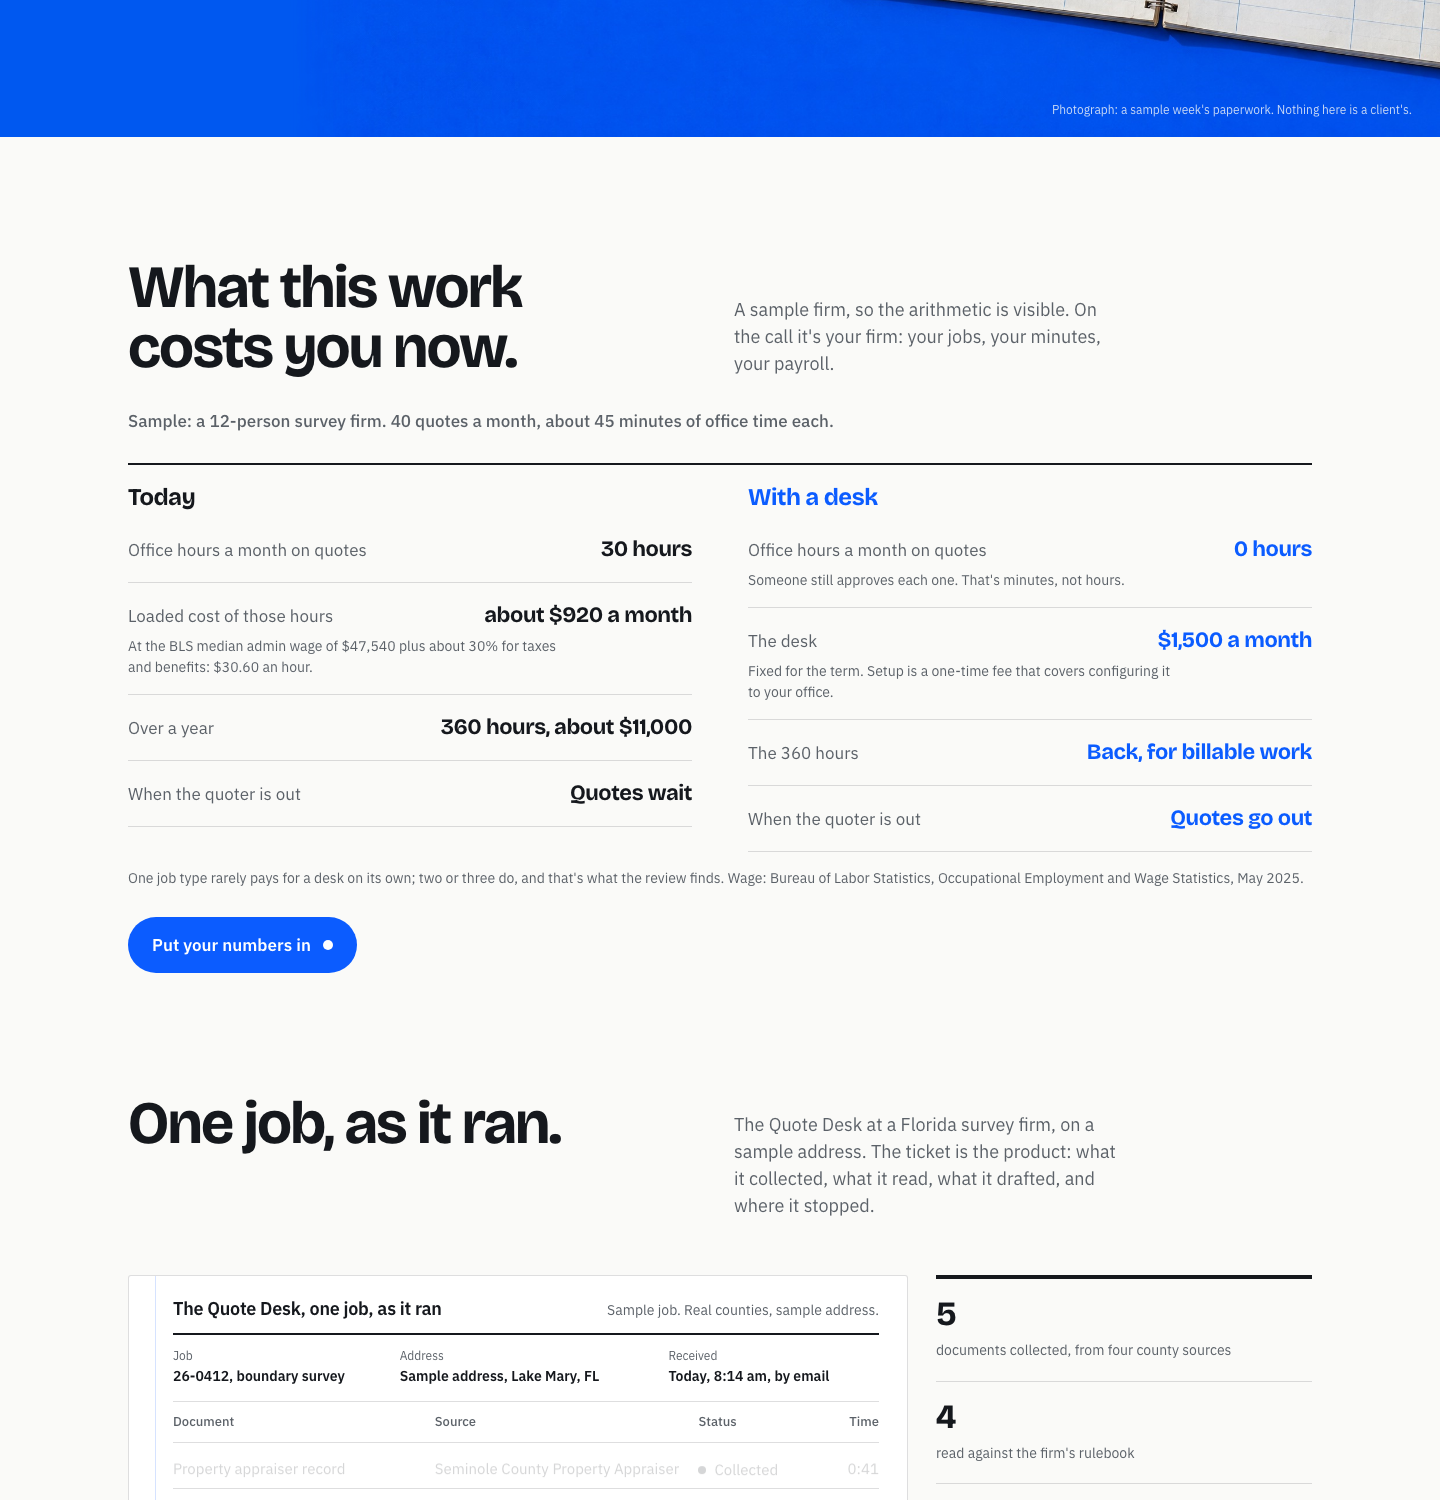 Photograph: a sample week's paperwork. Nothing here is a client's.
What this work
costs you now.
A sample firm, so the arithmetic is visible. On
the call it's your firm: your jobs, your minutes,
your payroll.
Sample: a 12-person survey firm. 40 quotes a month, about 45 minutes of office time each.
Today
Office hours a month on quotes 30 hours
Loaded cost of those hours about $920 a month
At the BLS median admin wage of $47,540 plus about 30% for taxes
and benefits: $30.60 an hour.
Over a year 360 hours, about $11,000
When the quoter is out Quotes wait
With a desk
Office hours a month on quotes 0 hours
Someone still approves each one. That's minutes, not hours.
The desk $1,500 a month
Fixed for the term. Setup is a one-time fee that covers configuring it
to your office.
The 360 hours Back, for billable work
When the quoter is out Quotes go out
One job type rarely pays for a desk on its own; two or three do, and that's what the review finds. Wage: Bureau of Labor Statistics, Occupational Employment and Wage Statistics, May 2025.
Put your numbers in
One job, as it ran.
The Quote Desk at a Florida survey firm, on a
sample address. The ticket is the product: what
it collected, what it read, what it drafted, and
where it stopped.
The Quote Desk, one job, as it ran Sample job. Real counties, sample address.
Job Address Received
26-0412, boundary survey Sample address, Lake Mary, FL Today, 8:14 am, by email
Document Source Status Time
Property appraiser record Seminole County Property Appraiser Collected 0:41
5
documents collected, from four county sources
4
read against the firm's rulebook